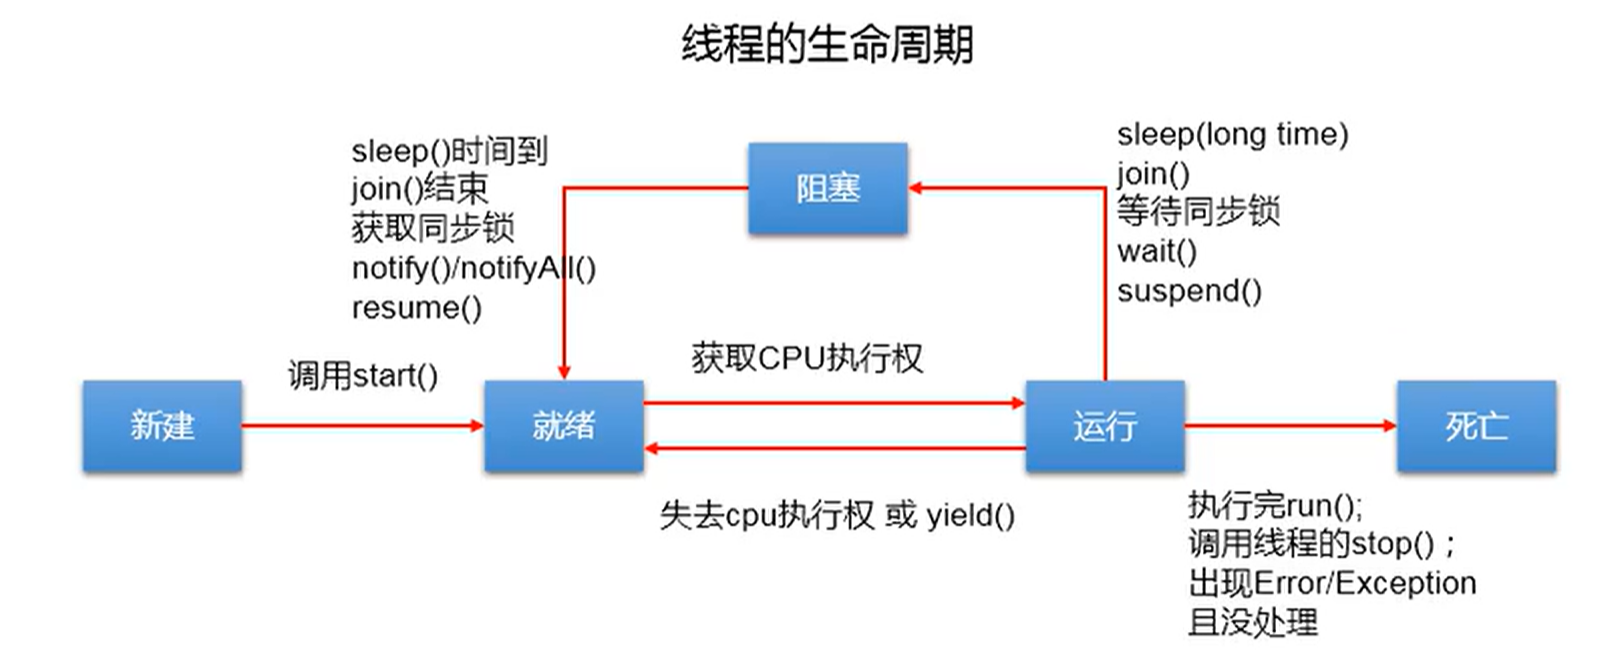 线程的生命周期
sleep()时间到
join()结束
获取同步锁
notify()/notifyAll()
resume()
阻塞
sleep(long time)
join()
等待同步锁
wait()
suspend()
调用start()
获取CPU执行权
新建
就绪
运行
死亡
失去cpu执行权 或 yield()
执行完run();
调用线程的stop()；
出现Error/Exception
且没处理